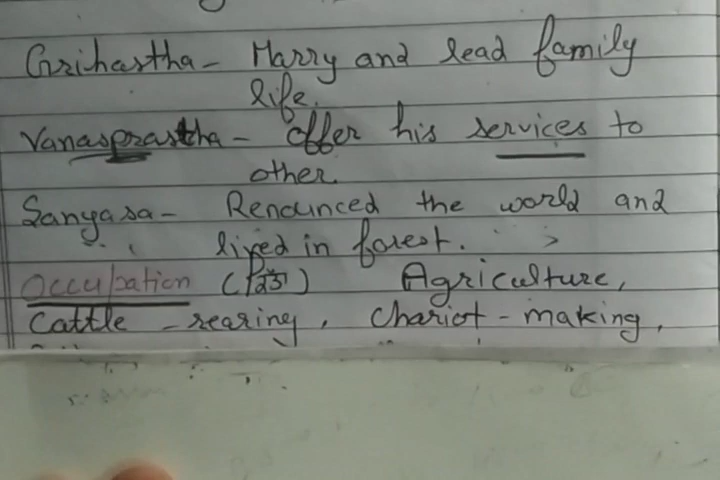 Grihastha - Marry and lead family
life.
Vanasprastha - offer his services to
other.
Sanyasa - Renounced the world and
lived in forest.
Occupation (P23) Agriculture,
Cattle - rearing, Chariot - making,